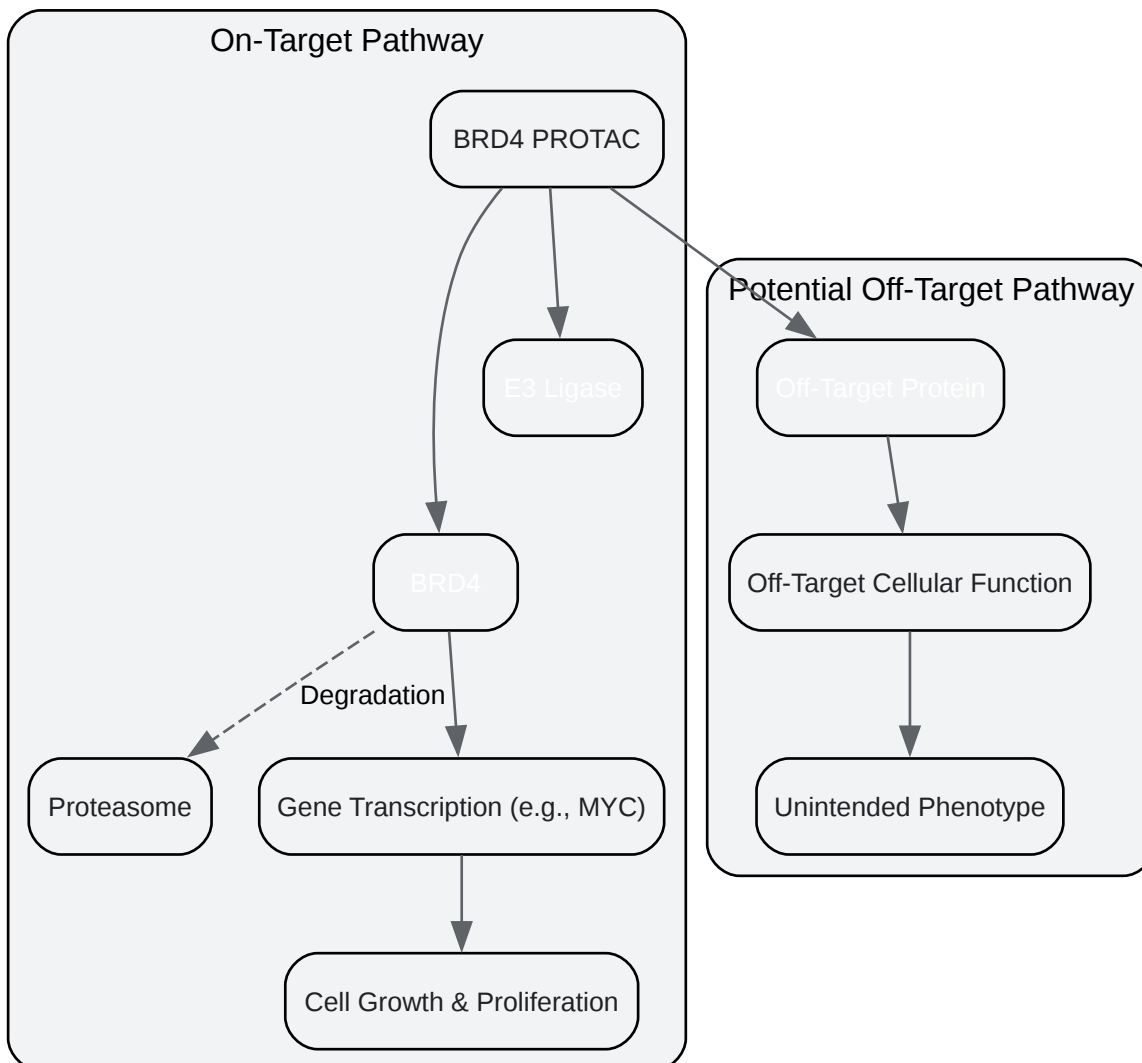 On-Target Pathway
BRD4 PROTAC
Potential Off-Target Pathway
E3 Ligase
Off-Target Protein
BRD4
Off-Target Cellular Function
Degradation
Proteasome
Gene Transcription (e.g., MYC)
Unintended Phenotype
Cell Growth & Proliferation